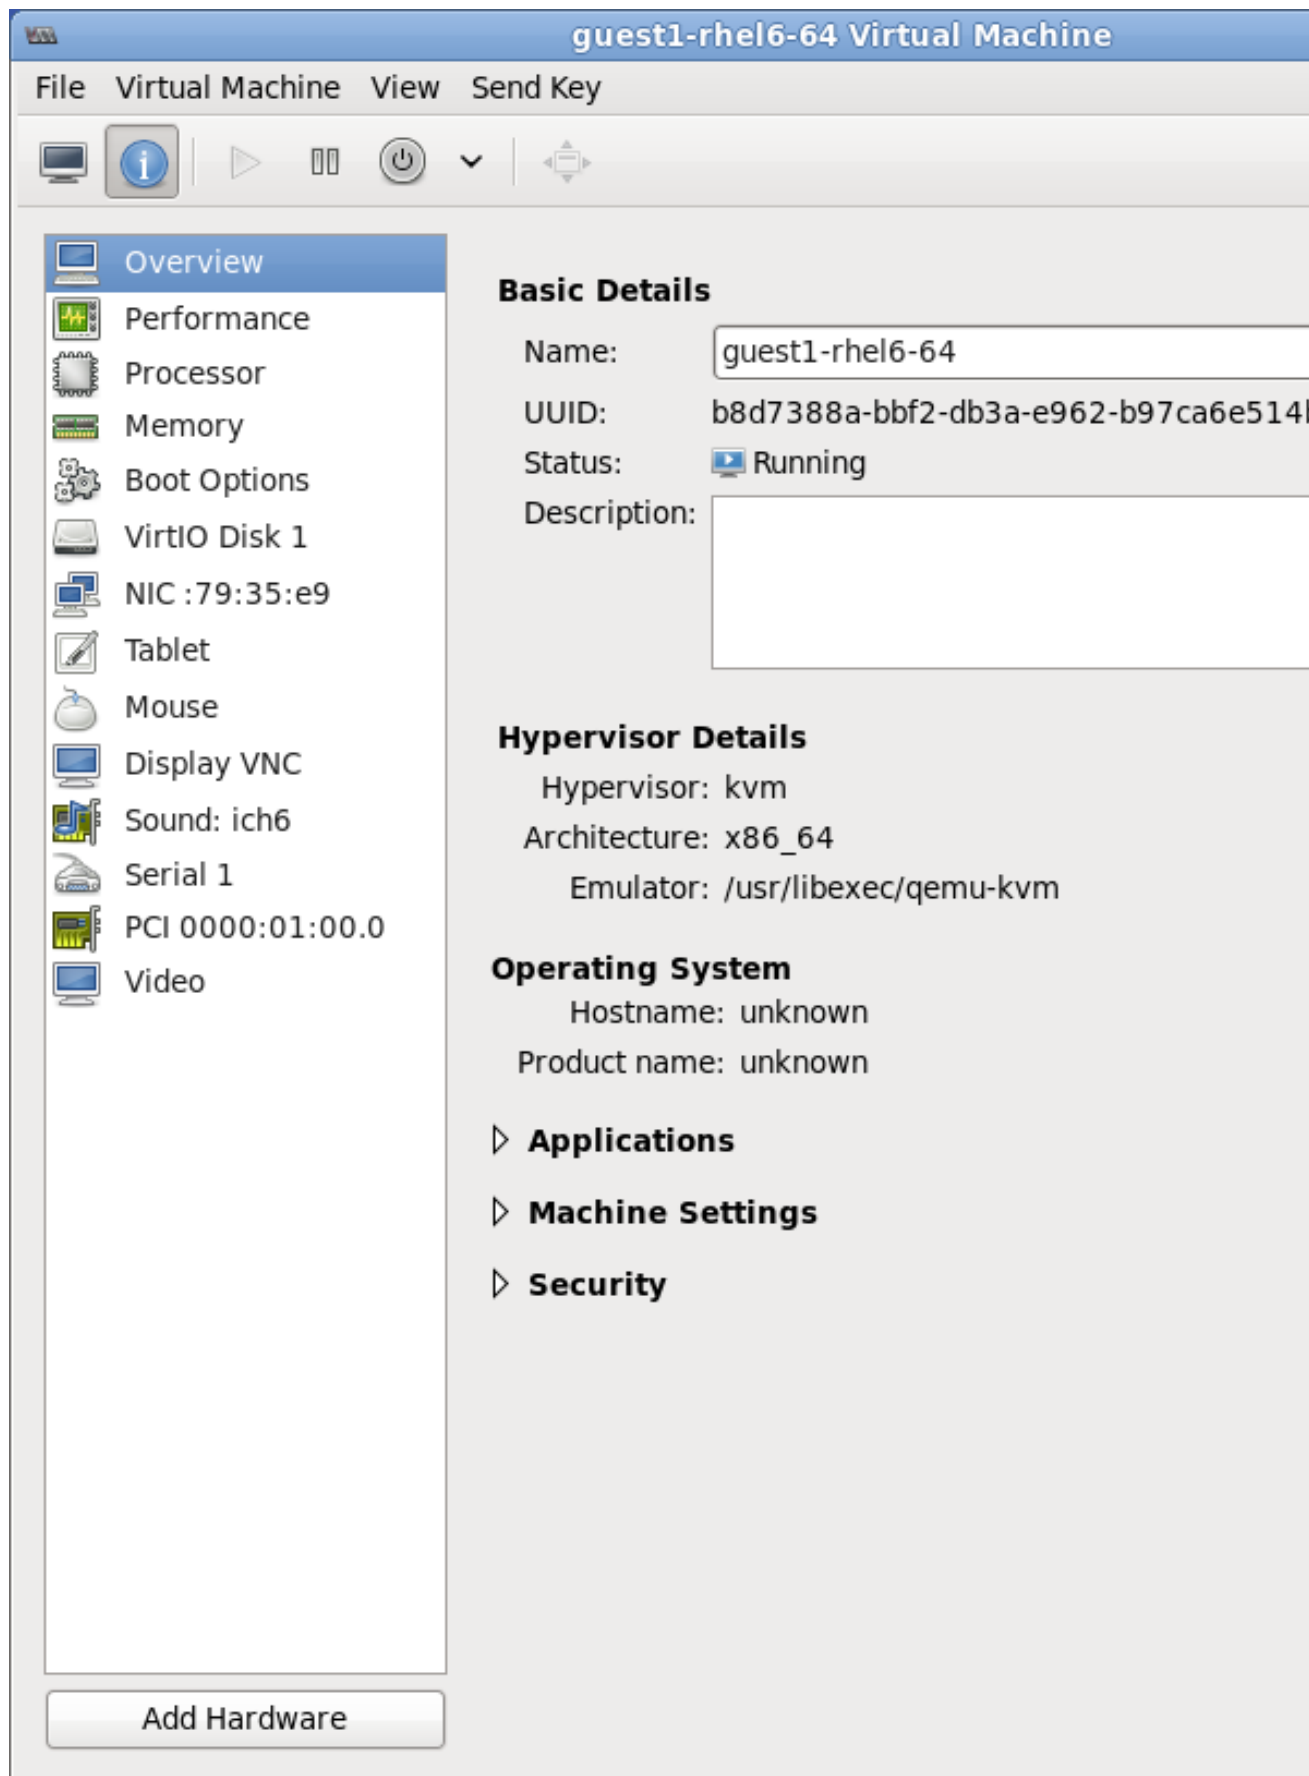 guest1-rhel6-64 Virtual Machine
File Virtual Machine View Send Key
Overview
Performance
Processor
Memory
Boot Options
VirtIO Disk 1
NIC :79:35:e9
Tablet
Mouse
Display VNC
Sound: ich6
Serial 1
PCI 0000:01:00.0
Video
Add Hardware
Basic Details
Name: guest1-rhel6-64
UUID: b8d7388a-bbf2-db3a-e962-b97ca6e514
Status: Running
Description:
Hypervisor Details
Hypervisor: kvm
Architecture: x86_64
Emulator: /usr/libexec/qemu-kvm
Operating System
Hostname: unknown
Product name: unknown
Applications
Machine Settings
Security